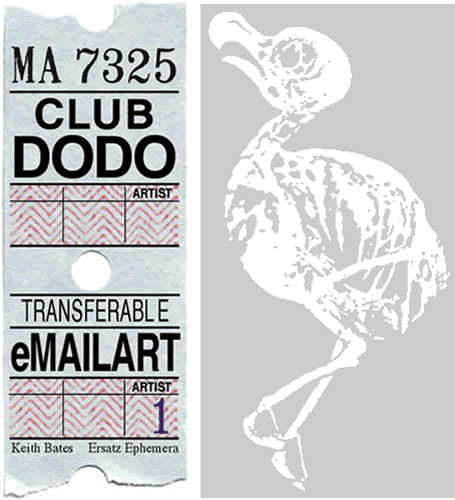 MA 7325
CLUB
DODO
ARTIST
TRANSFERABLE
eMAILART
ARTIST
1
Keith Bates Ersatz Ephemera